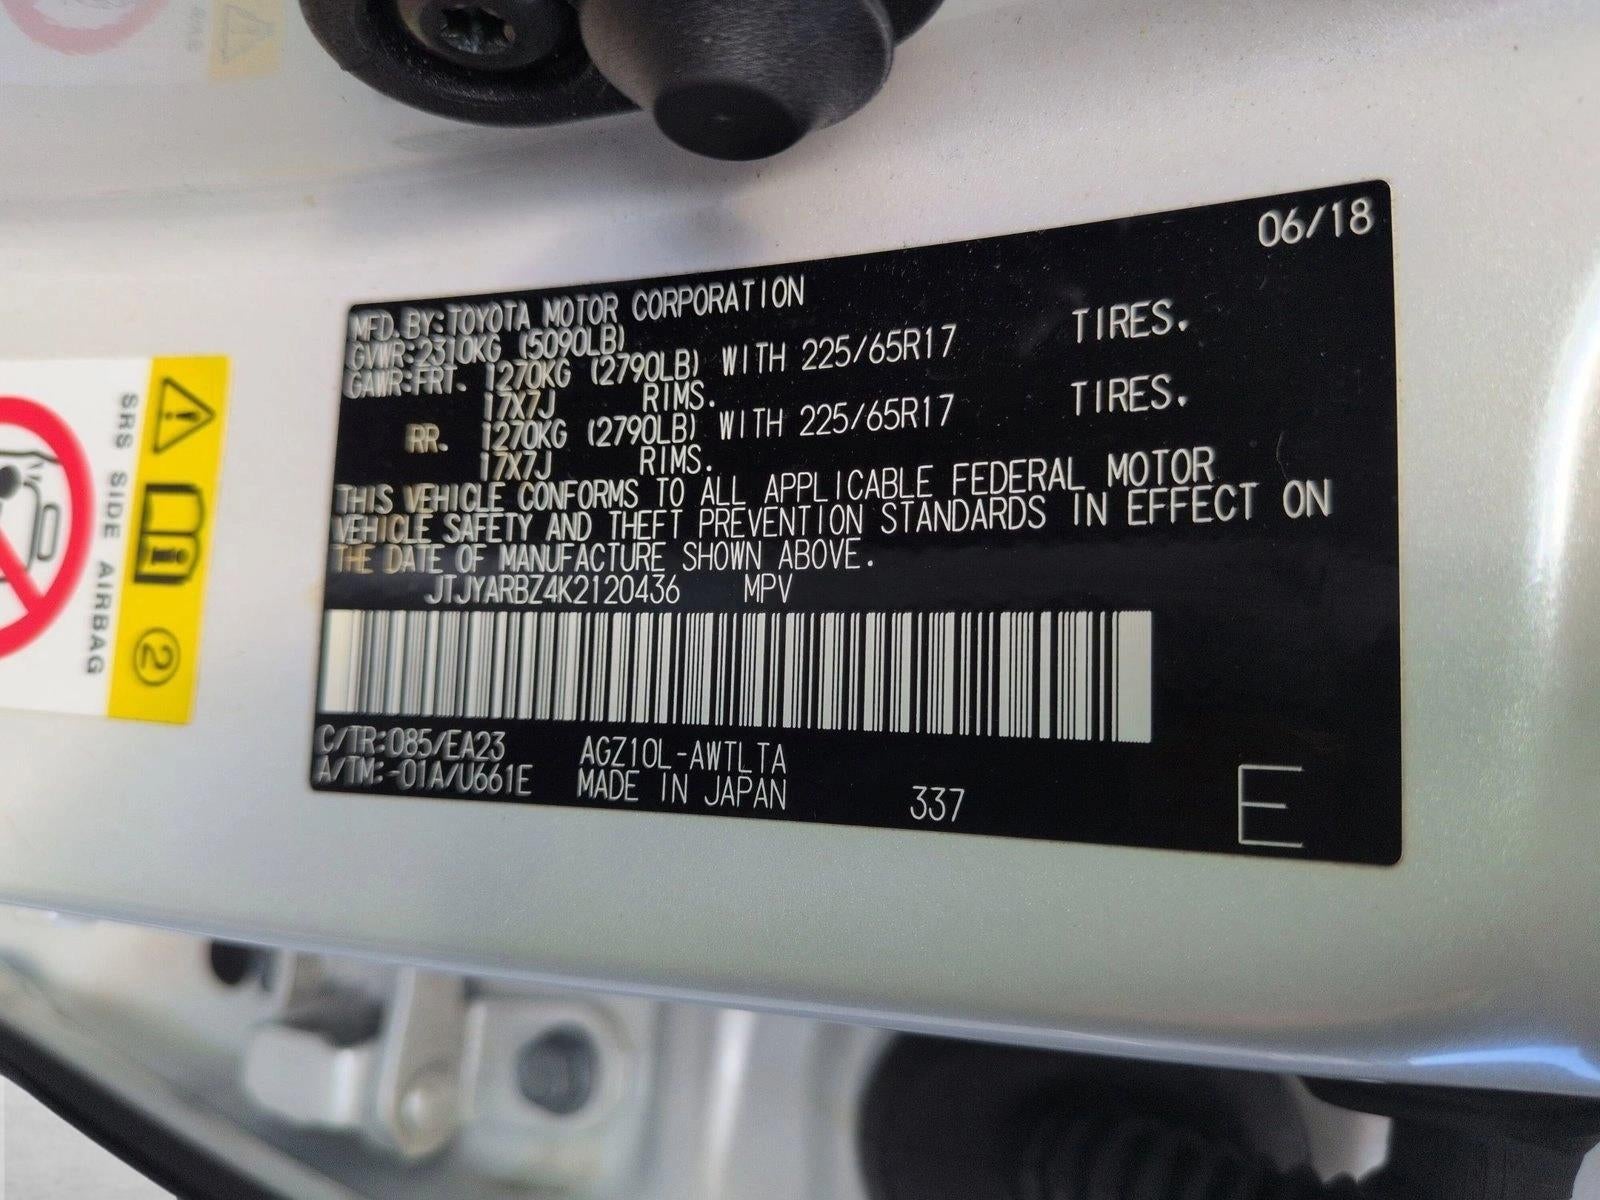 06/18
MFD.BY:TOYOTA MOTOR CORPORATION
GVWR:2310KG (5090LB)
GAWR:FRT. 1270KG (2790LB) WITH 225/65R17 TIRES.
17X7J RIMS.
RR. 1270KG (2790LB) WITH 225/65R17 TIRES.
17X7J RIMS.
THIS VEHICLE CONFORMS TO ALL APPLICABLE FEDERAL MOTOR
VEHICLE SAFETY AND THEFT PREVENTION STANDARDS IN EFFECT ON
THE DATE OF MANUFACTURE SHOWN ABOVE.
JTJYARBZ4K2120436 MPV
C/TR:085/EA23 AGZ10L-AWTLTA
A/TM:-01A/U661E MADE IN JAPAN 337 E
SRS SIDE AIRBAG
2